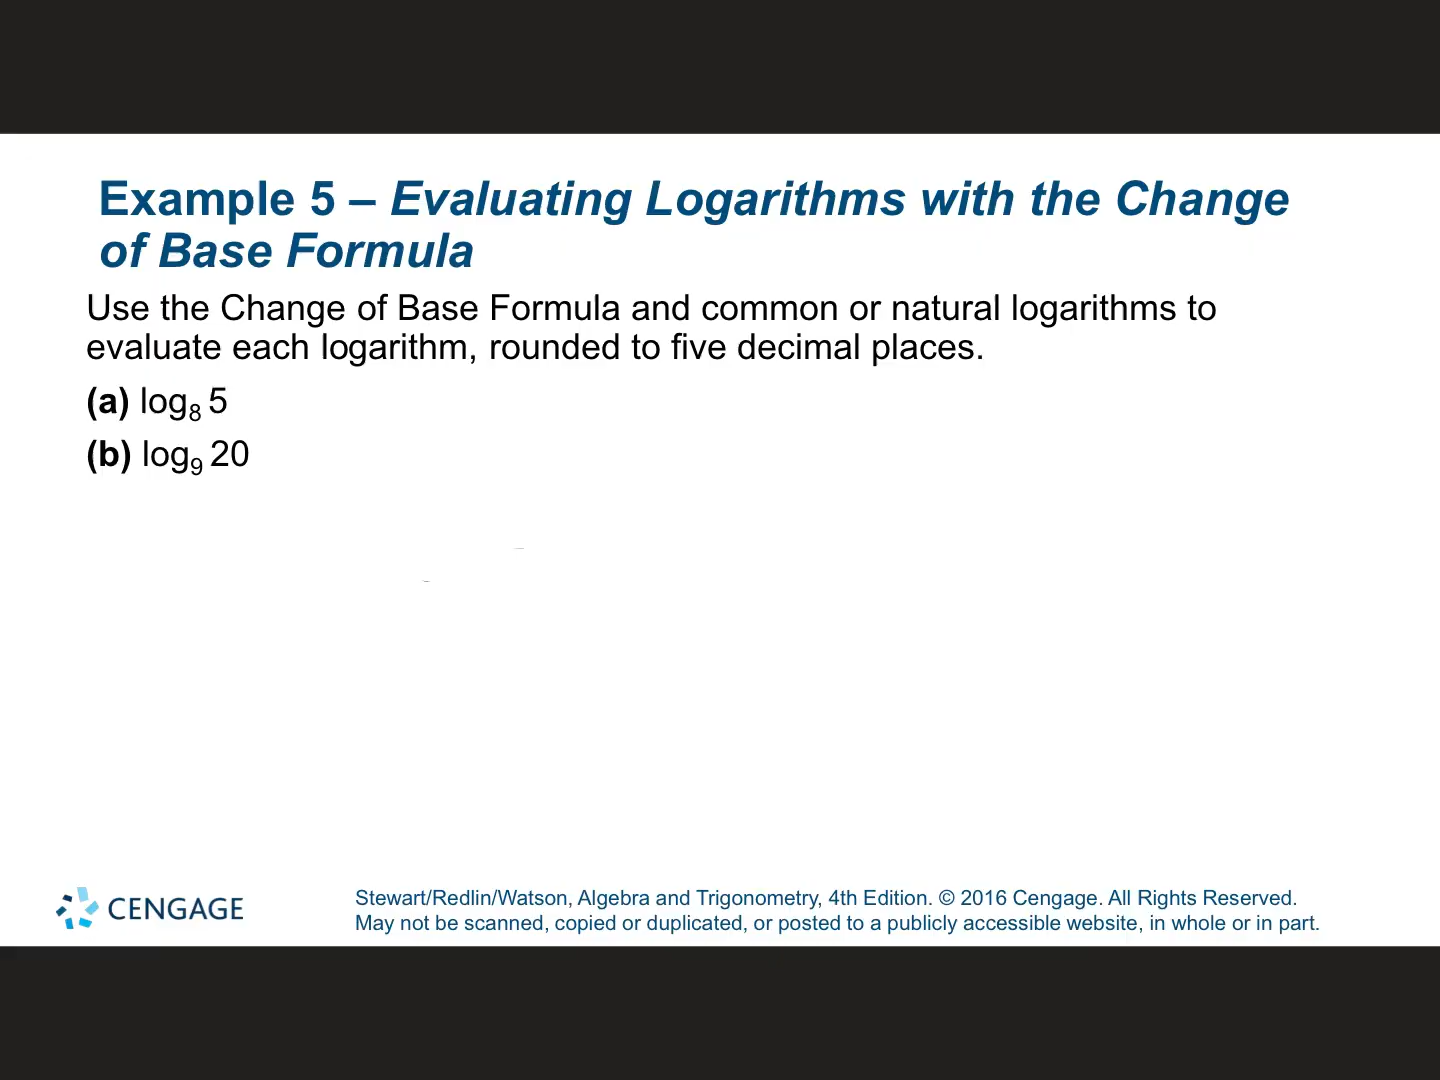 Example 5 – Evaluating Logarithms with the Change
of Base Formula
Use the Change of Base Formula and common or natural logarithms to
evaluate each logarithm, rounded to five decimal places.
(a) log₈ 5
(b) log₉ 20
CENGAGE
Stewart/Redlin/Watson, Algebra and Trigonometry, 4th Edition. © 2016 Cengage. All Rights Reserved.
May not be scanned, copied or duplicated, or posted to a publicly accessible website, in whole or in part.